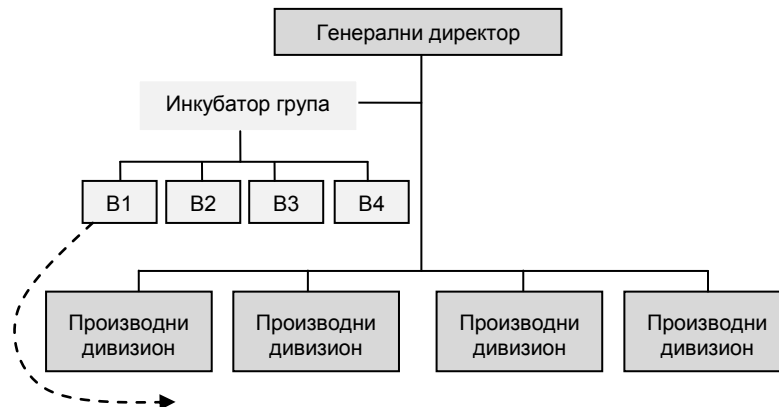 Генерални директор
Инкубатор група
В1
В2
В3
В4
Производни
дивизион
Производни
дивизион
Производни
дивизион
Производни
дивизион